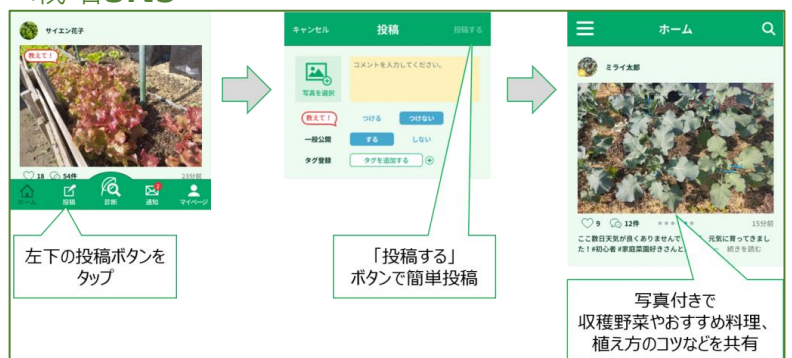 サイエン花子
教えて！
18 54件 23分前
ホーム 投稿 診断 通知 マイページ
左下の投稿ボタンを
タップ
キャンセル 投稿 投稿する
写真を選択
コメントを入力してください。
教えて！ つける つけない
一般公開 する しない
タグ登録 タグを追加する
「投稿する」
ボタンで簡単投稿
ホーム
ミライ太郎
9 12件 15分前
ここ数日天気が良くありませんで 元気に育ってきまし
た！#初心者 #家庭菜園好きさんと 続きを読む
写真付きで
収穫野菜やおすすめ料理、
植え方のコツなどを共有